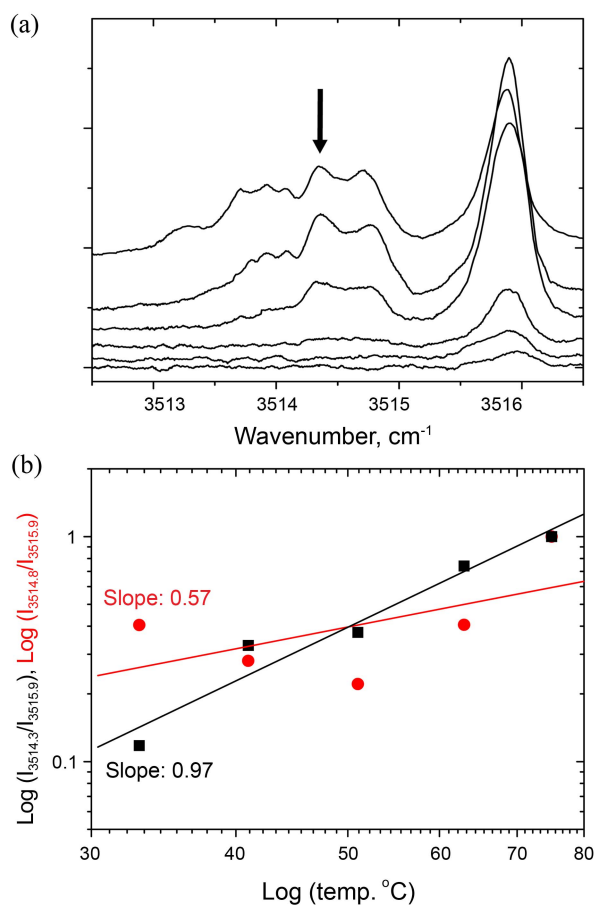 (a)
3513 3514 3515 3516
Wavenumber, cm⁻¹
(b)
Log (I₃₅₁₄.₃/I₃₅₁₅.₉), Log (I₃₅₁₄.₈/I₃₅₁₅.₉)
1
Slope: 0.57
0.1
Slope: 0.97
30 40 50 60 70 80
Log (temp. °C)